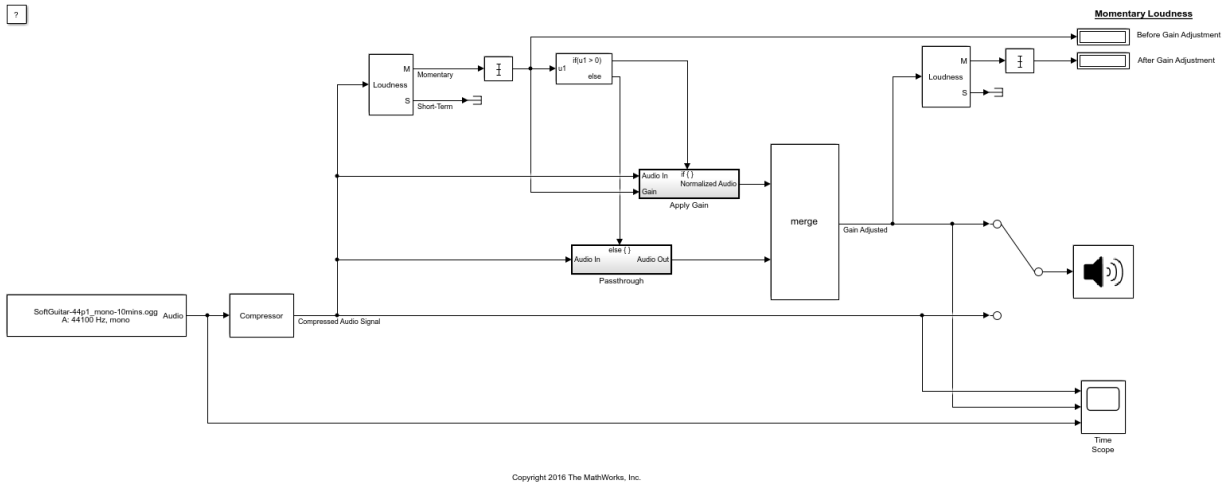 ?
Momentary Loudness
Before Gain Adjustment
After Gain Adjustment
M
Loudness
S
Momentary
Short-Term
u1
if(u1 > 0)
else
M
Loudness
S
Audio In
if { }
Normalized Audio
Gain
Apply Gain
merge
Gain Adjusted
else { }
Audio In
Audio Out
Passthrough
SoftGuitar-44p1_mono-10mins.ogg
A: 44100 Hz, mono
Audio
Compressor
Compressed Audio Signal
Time
Scope
Copyright 2016 The MathWorks, Inc.